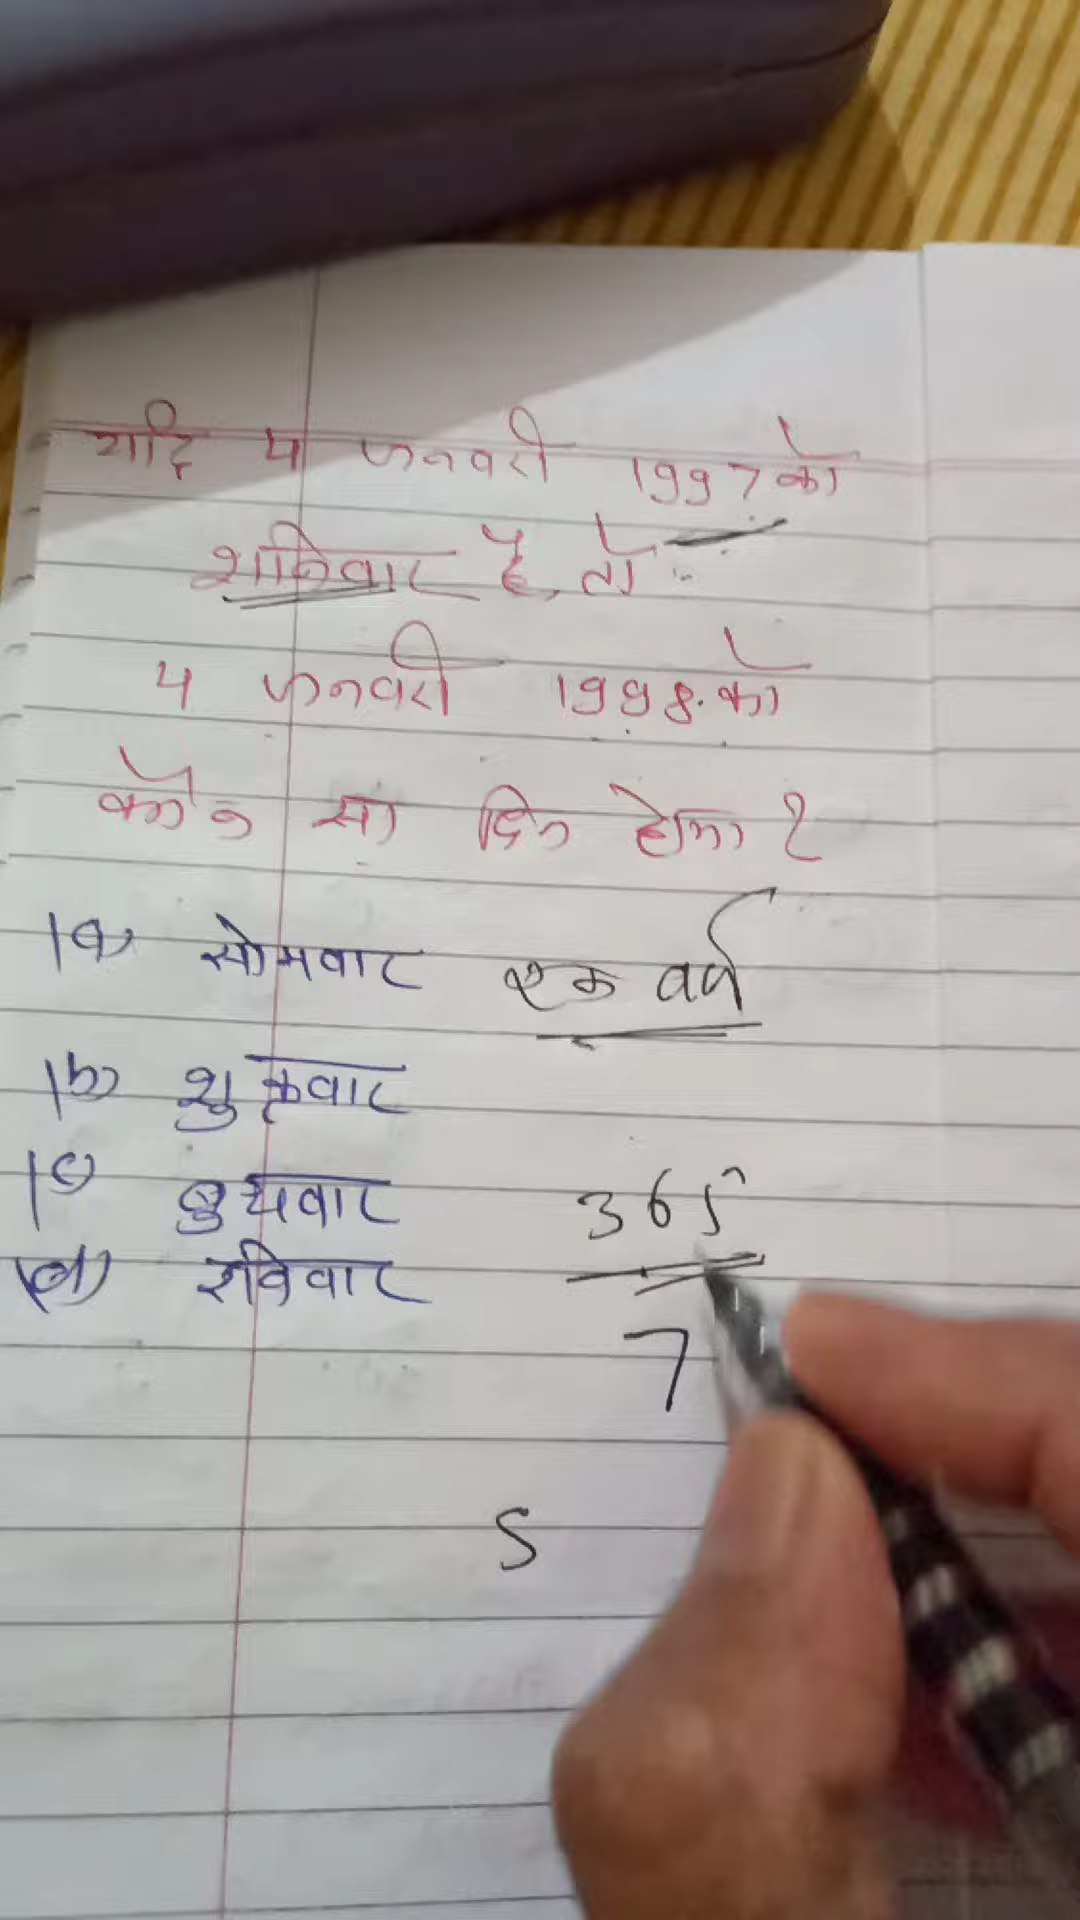 यदि 4 जनवरी 1997 को
शनिवार है, तो
4 जनवरी 1998 को
कौन सा दिन होगा ?
(a) सोमवार एक वर्ष
(b) शुक्रवार
(c) बुधवार 365
(d) रविवार
7
5